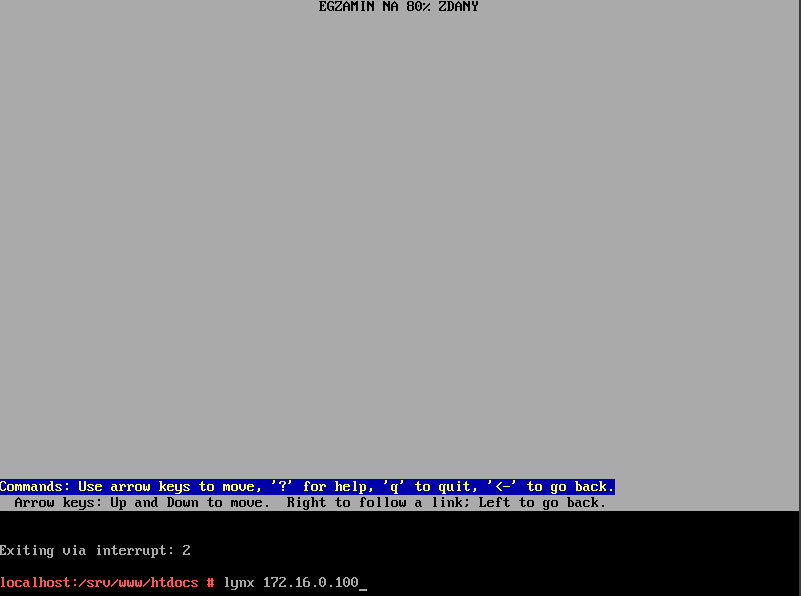 EGZAMIN NA 80% ZDANY
Commands: Use arrow keys to move, '?' for help, 'q' to quit, '<-' to go back.
Arrow keys: Up and Down to move.  Right to follow a link; Left to go back.
Exiting via interrupt: 2
localhost:/srv/www/htdocs # lynx 172.16.0.100_